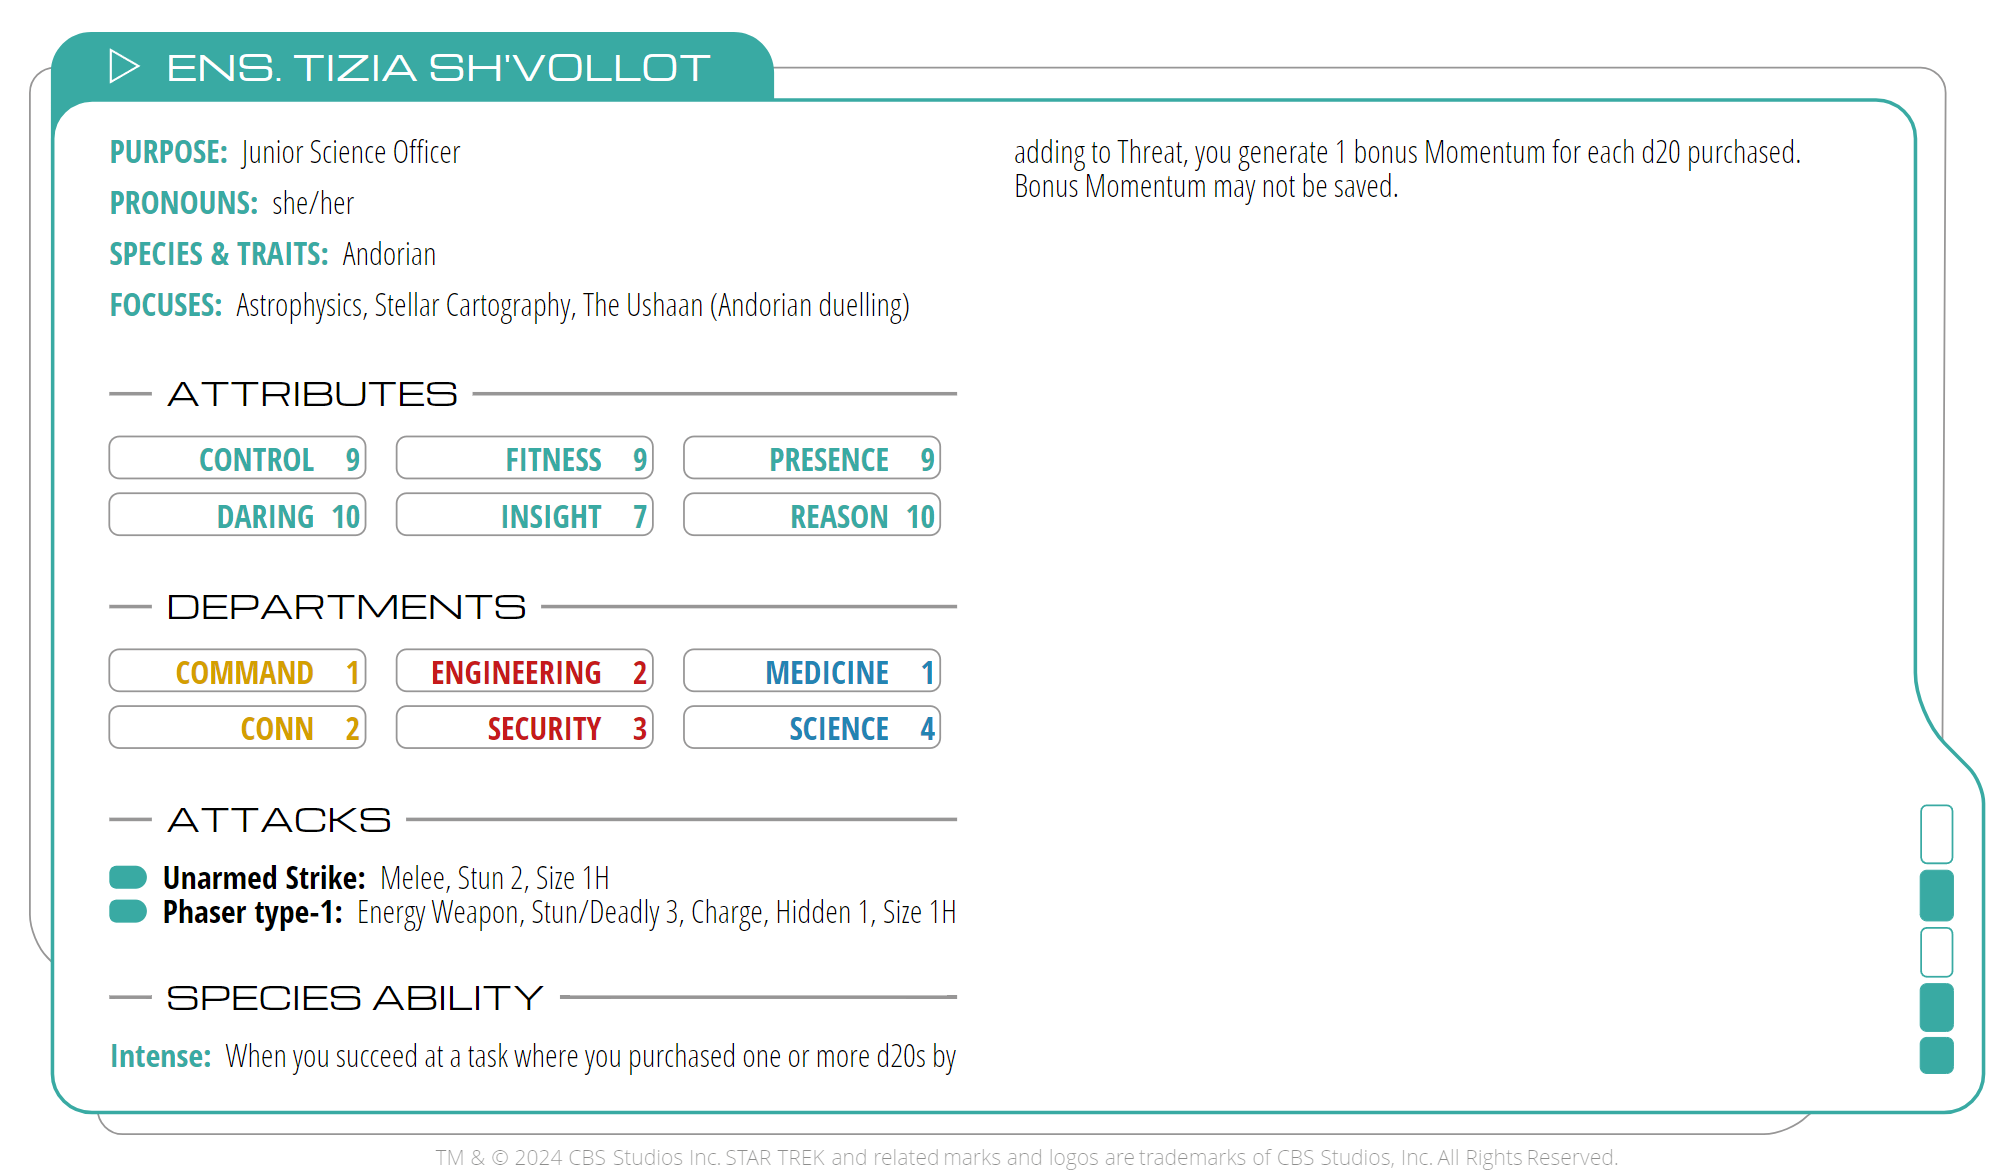 ENS. TIZIA SH'VOLLOT
PURPOSE: Junior Science Officer
PRONOUNS: she/her
SPECIES & TRAITS: Andorian
FOCUSES: Astrophysics, Stellar Cartography, The Ushaan (Andorian duelling)
ATTRIBUTES
CONTROL 9 FITNESS 9 PRESENCE 9
DARING 10 INSIGHT 7 REASON 10
DEPARTMENTS
COMMAND 1 ENGINEERING 2 MEDICINE 1
CONN 2 SECURITY 3 SCIENCE 4
ATTACKS
Unarmed Strike: Melee, Stun 2, Size 1H
Phaser type-1: Energy Weapon, Stun/Deadly 3, Charge, Hidden 1, Size 1H
SPECIES ABILITY
Intense: When you succeed at a task where you purchased one or more d20s by
adding to Threat, you generate 1 bonus Momentum for each d20 purchased.
Bonus Momentum may not be saved.
TM & © 2024 CBS Studios Inc. STAR TREK and related marks and logos are trademarks of CBS Studios, Inc. All Rights Reserved.